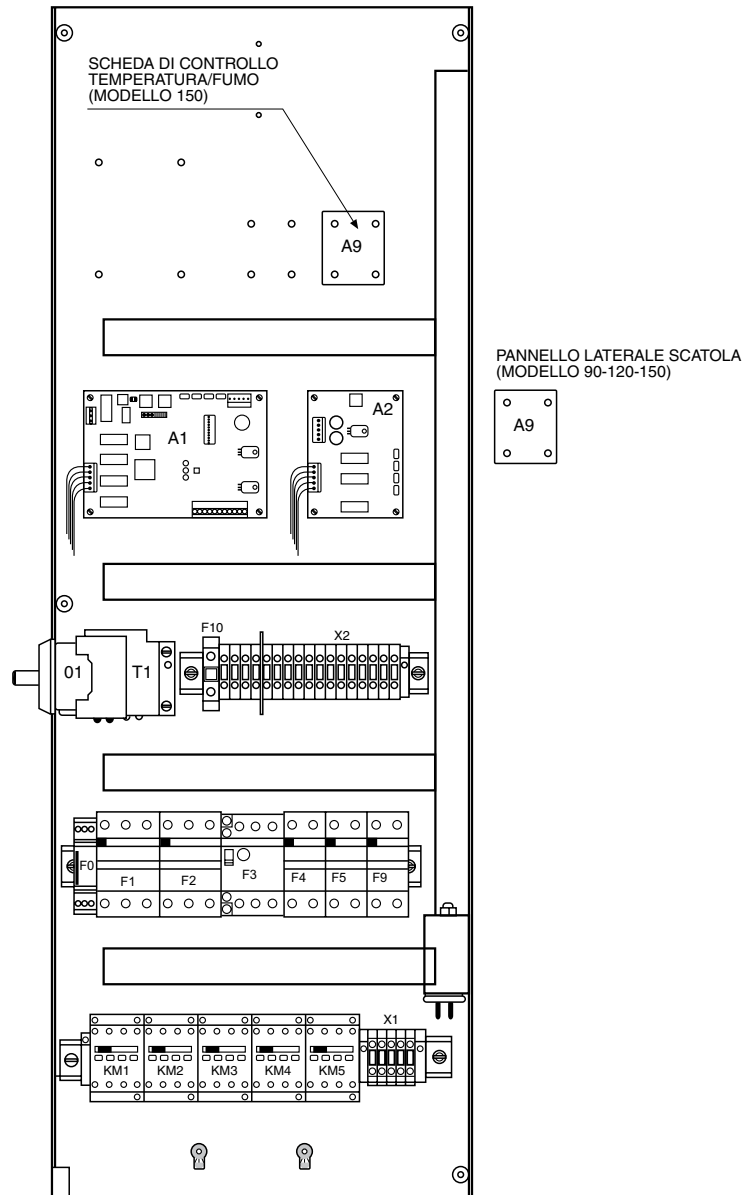 SCHEDA DI CONTROLLO
TEMPERATURA/FUMO
(MODELLO 150)
A9
PANNELLO LATERALE SCATOLA
(MODELLO 90-120-150)
A9
A1
A2
F10
X2
01
T1
F0
F1
F2
F3
F4
F5
F9
X1
KM1
KM2
KM3
KM4
KM5